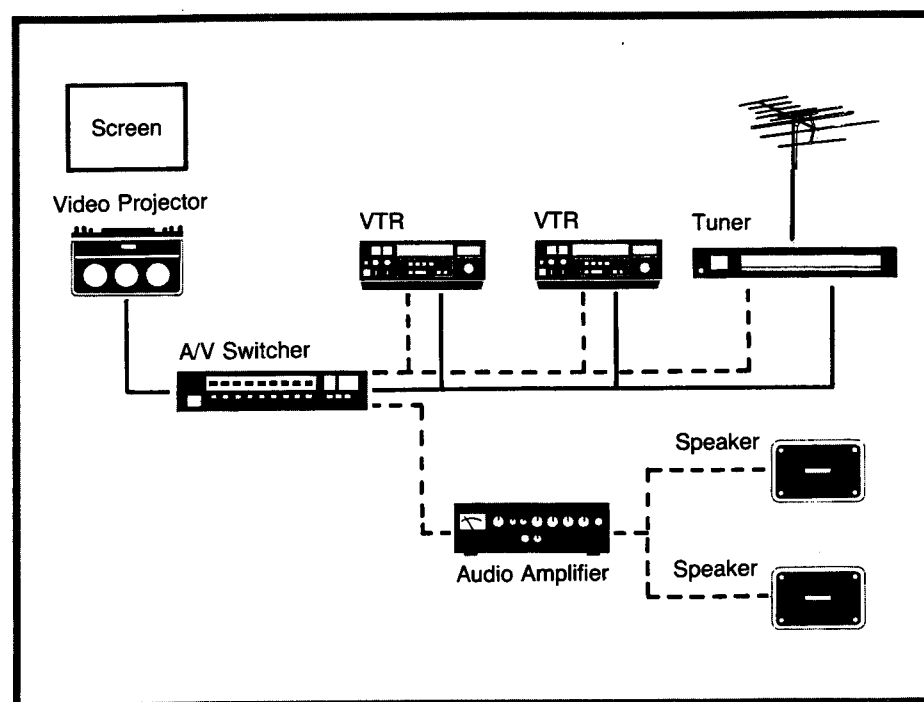 Screen
Video Projector
VTR
VTR
Tuner
A/V Switcher
Speaker
Audio Amplifier
Speaker